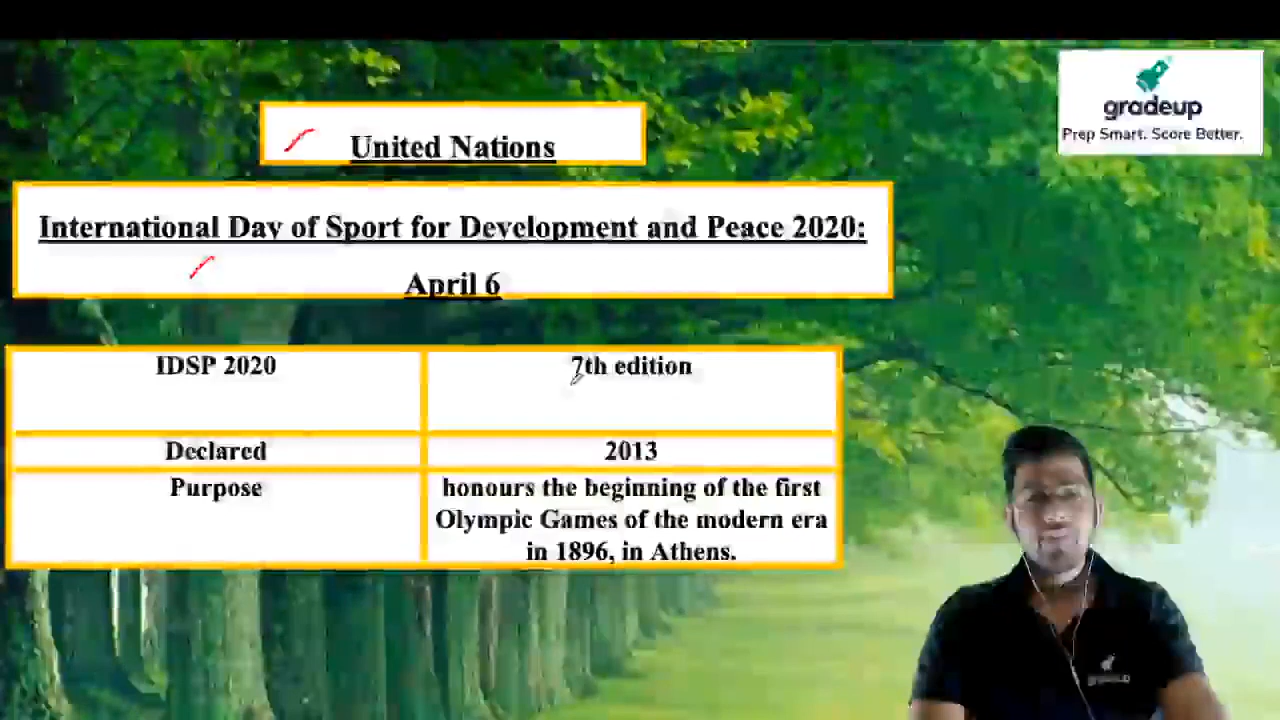 gradeup
Prep Smart. Score Better.
United Nations
International Day of Sport for Development and Peace 2020:
April 6
IDSP 2020
7th edition
Declared
2013
Purpose
honours the beginning of the first
Olympic Games of the modern era
in 1896, in Athens.
gradeup